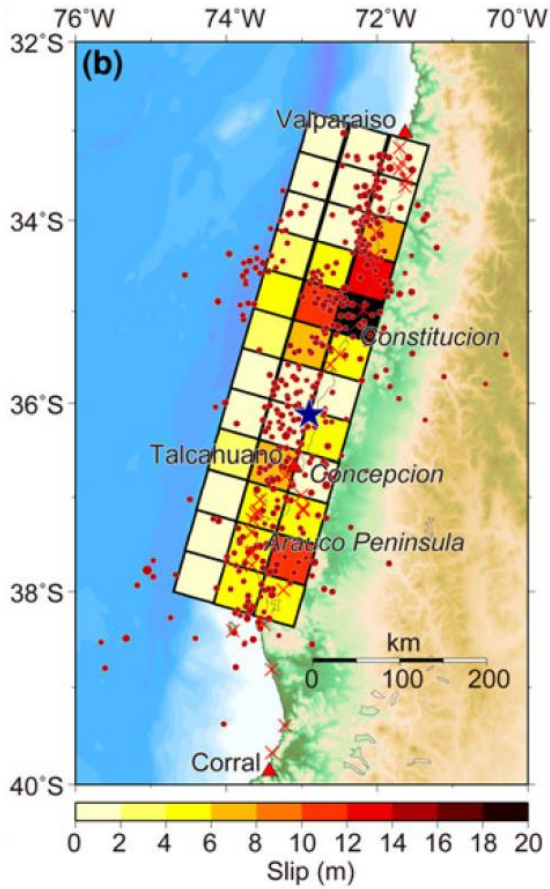 76°W 74°W 72°W 70°W
32°S
(b)
Valparaiso
34°S
Constitucion
36°S
Talcahuano
Concepcion
Arauco Peninsula
38°S
km
0 100 200
Corral
40°S
0 2 4 6 8 10 12 14 16 18 20
Slip (m)